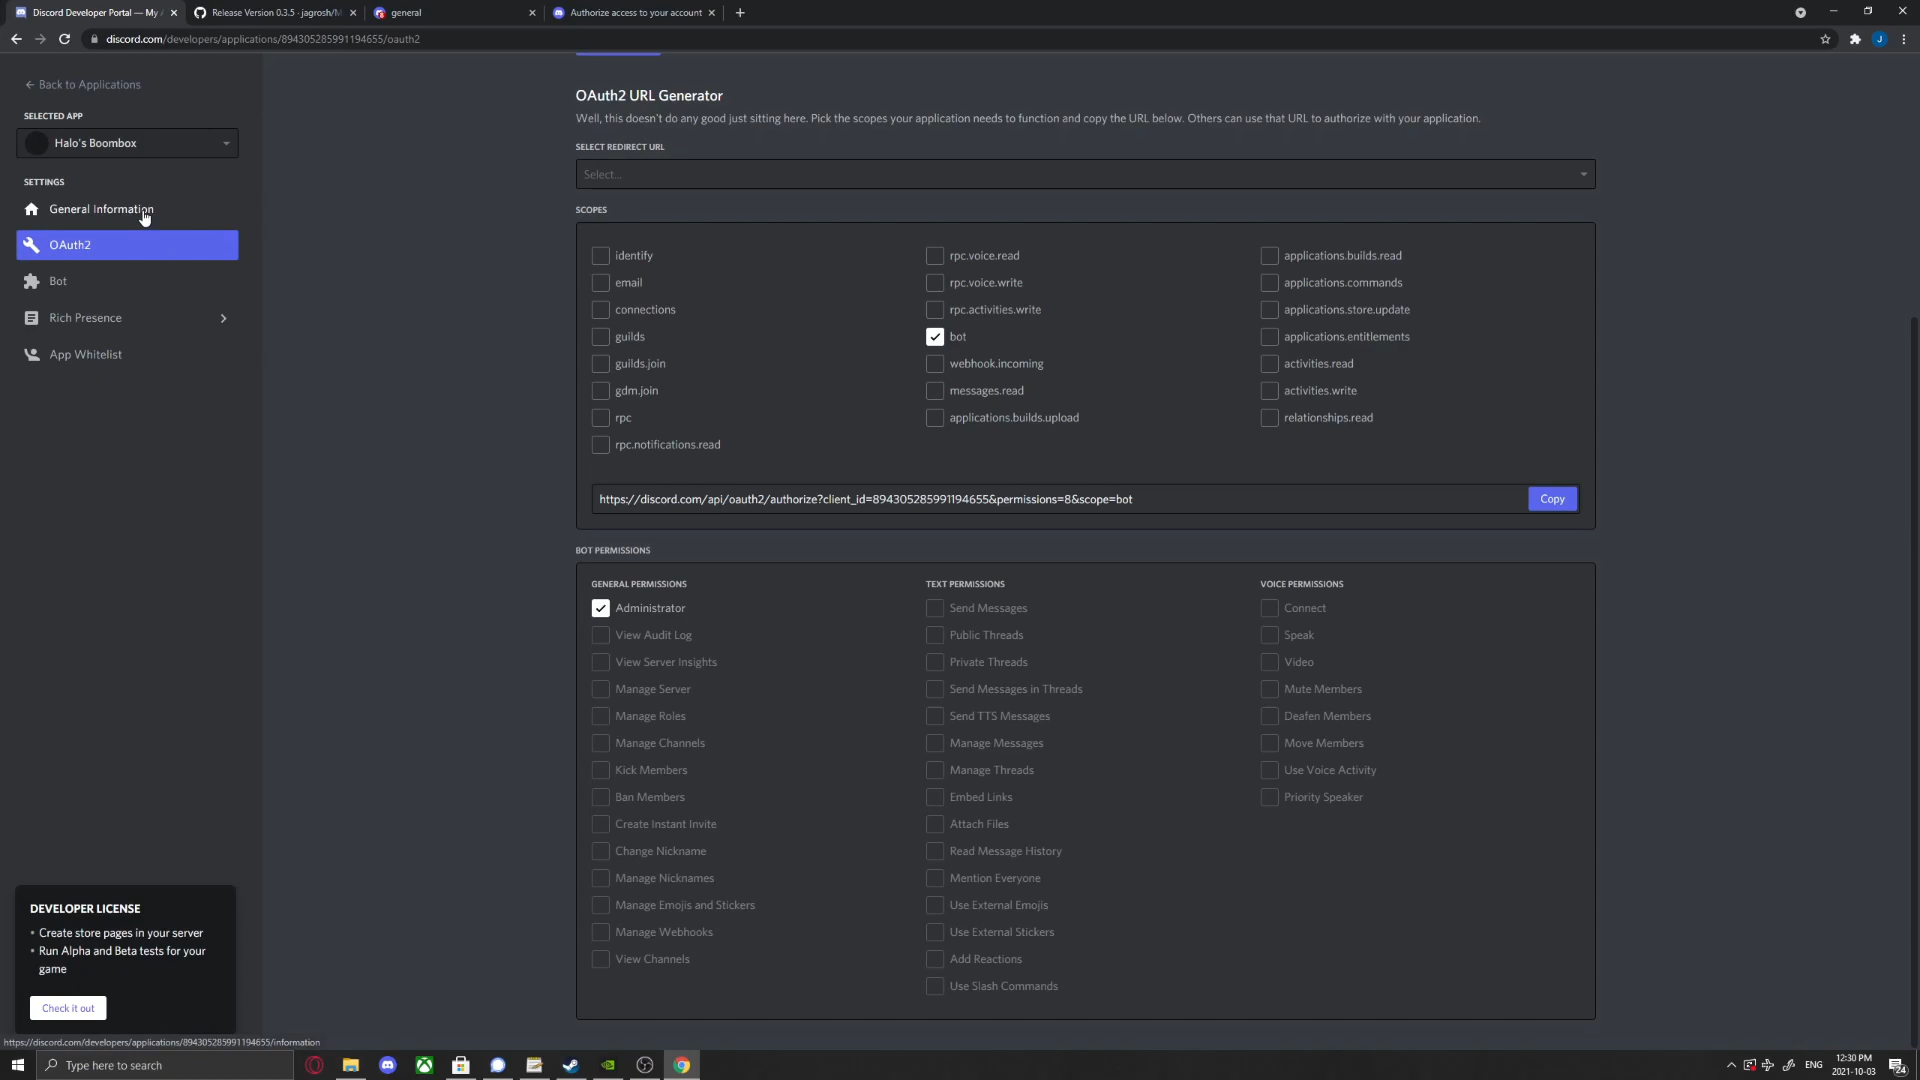 Discord Developer Portal — My A
Release Version 0.3.5 · jagrosh/M
general
Authorize access to your account
discord.com/developers/applications/894305285991194655/oauth2
J
Back to Applications
SELECTED APP
Halo's Boombox
SETTINGS
General Information
OAuth2
Bot
Rich Presence
App Whitelist
OAuth2 URL Generator
Well, this doesn't do any good just sitting here. Pick the scopes your application needs to function and copy the URL below. Others can use that URL to authorize with your application.
SELECT REDIRECT URL
Select...
SCOPES
identify
email
connections
guilds
guilds.join
gdm.join
rpc
rpc.notifications.read
rpc.voice.read
rpc.voice.write
rpc.activities.write
bot
webhook.incoming
messages.read
applications.builds.upload
applications.builds.read
applications.commands
applications.store.update
applications.entitlements
activities.read
activities.write
relationships.read
https://discord.com/api/oauth2/authorize?client_id=894305285991194655&permissions=8&scope=bot
Copy
BOT PERMISSIONS
GENERAL PERMISSIONS
Administrator
View Audit Log
View Server Insights
Manage Server
Manage Roles
Manage Channels
Kick Members
Ban Members
Create Instant Invite
Change Nickname
Manage Nicknames
Manage Emojis and Stickers
Manage Webhooks
View Channels
TEXT PERMISSIONS
Send Messages
Public Threads
Private Threads
Send Messages in Threads
Send TTS Messages
Manage Messages
Manage Threads
Embed Links
Attach Files
Read Message History
Mention Everyone
Use External Emojis
Use External Stickers
Add Reactions
Use Slash Commands
VOICE PERMISSIONS
Connect
Speak
Video
Mute Members
Deafen Members
Move Members
Use Voice Activity
Priority Speaker
DEVELOPER LICENSE
• Create store pages in your server
• Run Alpha and Beta tests for your
game
Check it out
https://discord.com/developers/applications/894305285991194655/information
Type here to search
ENG
12:30 PM
2021-10-03
24